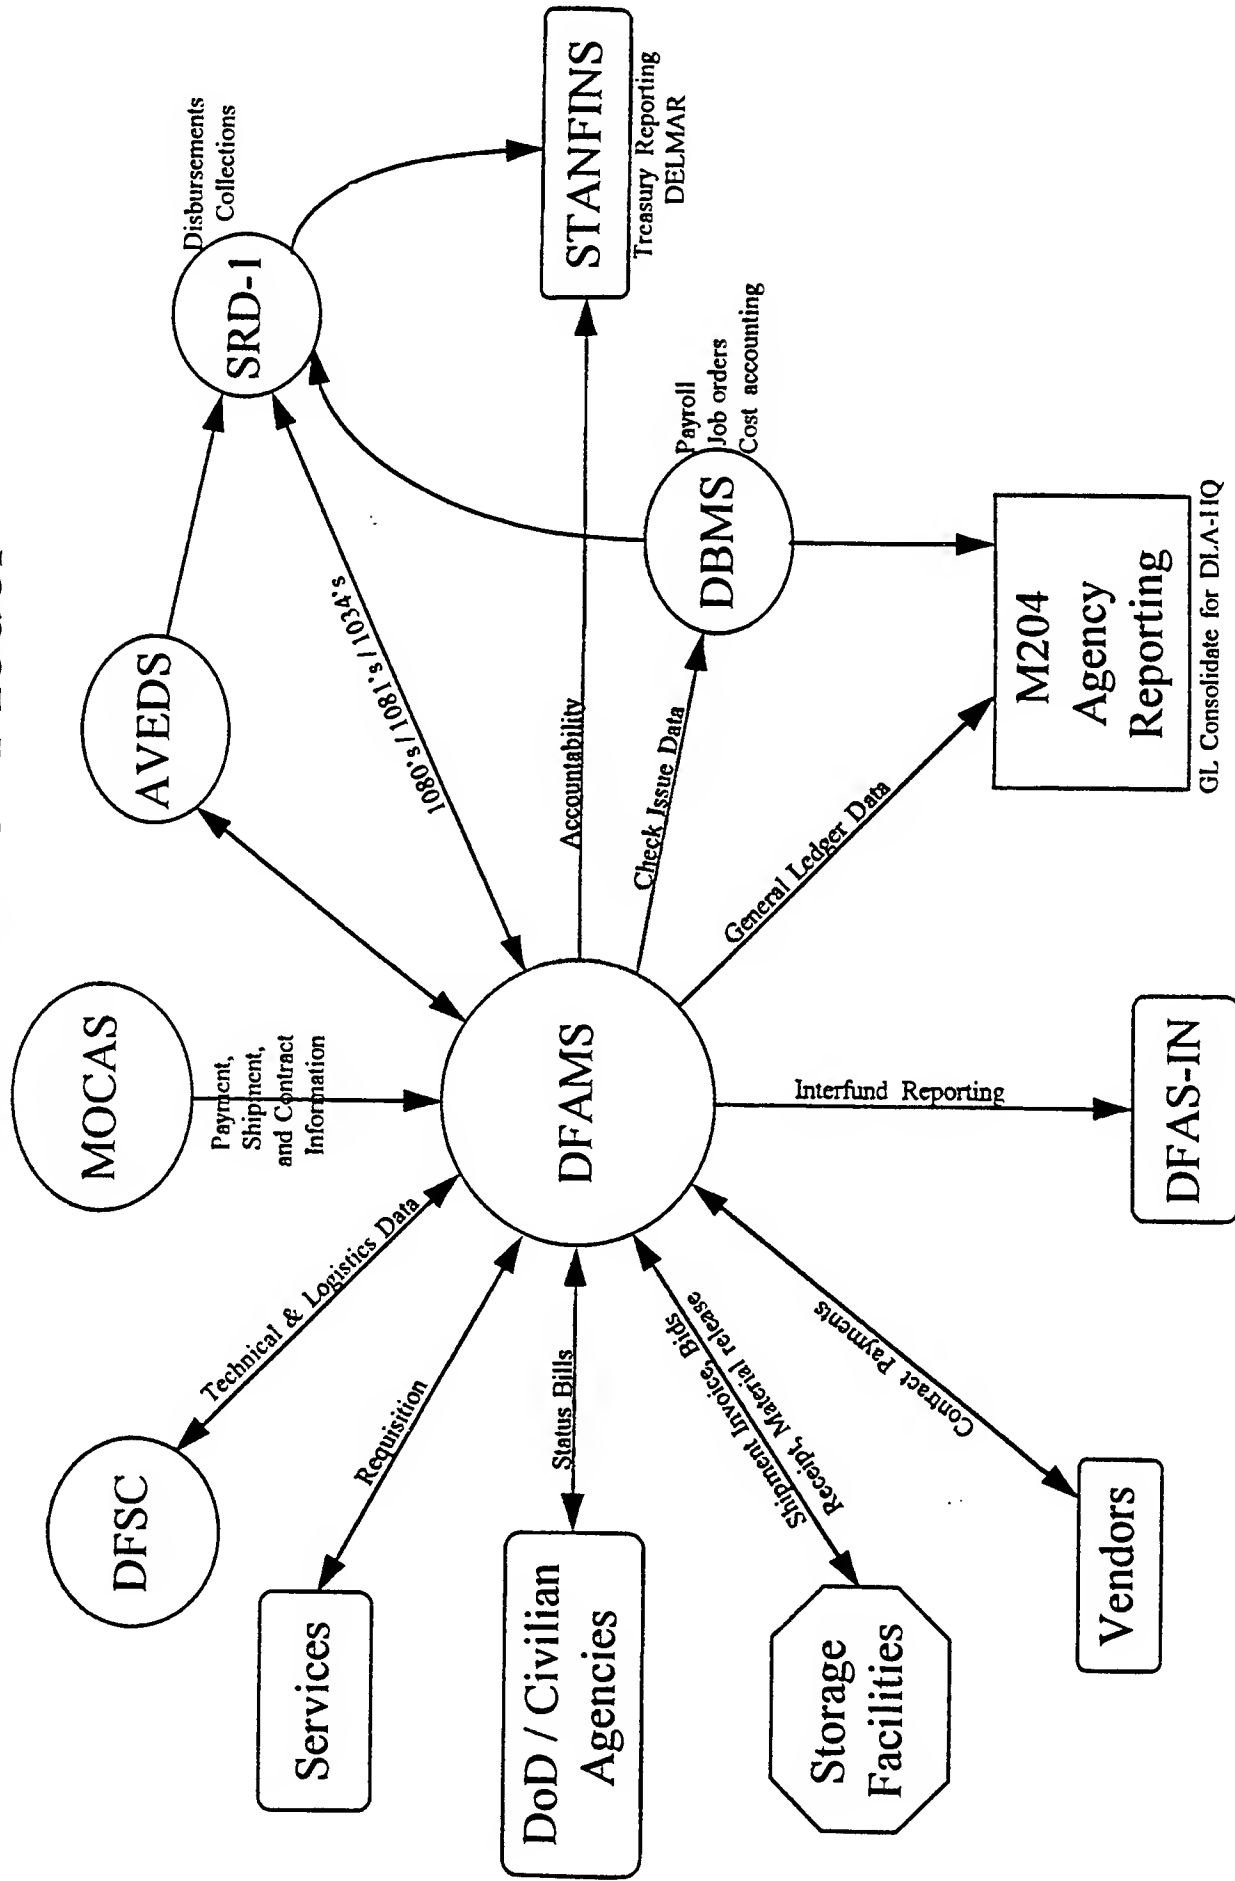 MOCAS
Payment,
Shipment,
and Contract
Information
AVEDS
SRD-1
Disbursements
Collections
DFSC
Technical & Logistics Data
1080's / 1081's / 1034's
Services
Requisition
DoD / Civilian
Agencies
Status Bills
DFAMS
Accountability
STANFINS
Treasury Reporting
DELMAR
Check Issue Data
DBMS
Payroll
Job orders
Cost accounting
Storage
Facilities
Shipment Invoice, Bids
Receipt, Material release
General Ledger Data
Vendors
Contract Payments
Interfund Reporting
DFAS-IN
M204
Agency
Reporting
GL Consolidate for DLA-HQ